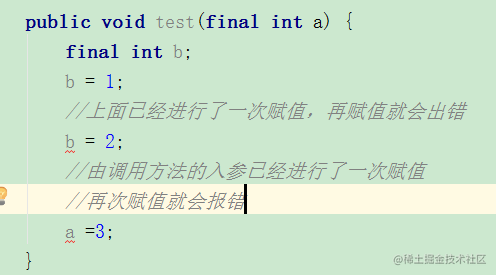 public void test(final int a) {
final int b;
b = 1;
//上面已经进行了一次赋值，再赋值就会出错
b = 2;
//由调用方法的入参已经进行了一次赋值
//再次赋值就会报错
a =3;
}
@稀土掘金技术社区